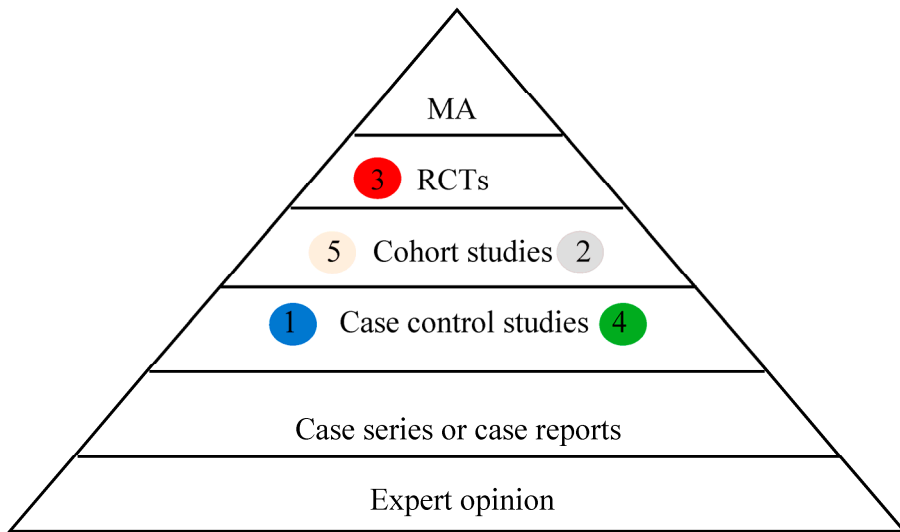 MA
3 RCTs
5 Cohort studies 2
1 Case control studies 4
Case series or case reports
Expert opinion